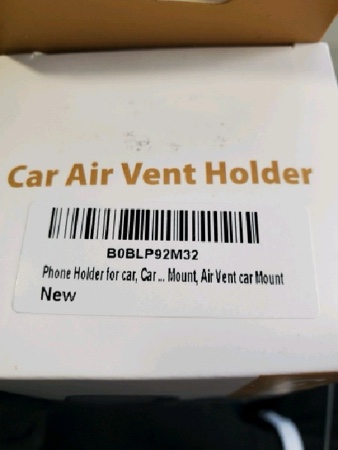 Car Air Vent Holder
B0BLP92M32
Phone Holder for car, Car ... Mount, Air Vent car Mount
New